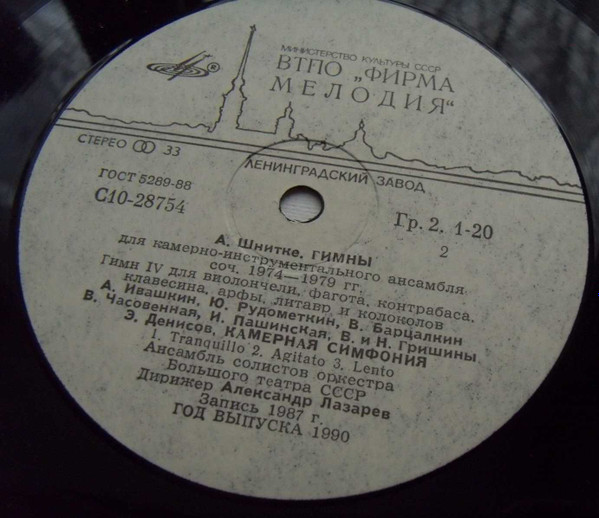 МИНИСТЕРСТВО КУЛЬТУРЫ СССР
ВТПО „ФИРМА
МЕЛОДИЯ“
СТЕРЕО 33
ЛЕНИНГРАДСКИЙ ЗАВОД
ГОСТ 5289-88
С10-28754
Гр. 2. 1-20
2
А. Шнитке. ГИМНЫ
для камерно-инструментального ансамбля
соч. 1974—1979 гг.
Гимн IV для виолончели, фагота, контрабаса,
клавесина, арфы, литавр и колоколов
А. Ивашкин, Ю. Рудометкин, В. Барцалкин
В. Часовенная, И. Пашинская, В. и Н. Гришины
Э. Денисов. КАМЕРНАЯ СИМФОНИЯ
1. Tranquillo 2. Agitato 3. Lento
Ансамбль солистов оркестра
Большого театра СССР
Дирижер Александр Лазарев
Запись 1987 г.
ГОД ВЫПУСКА 1990